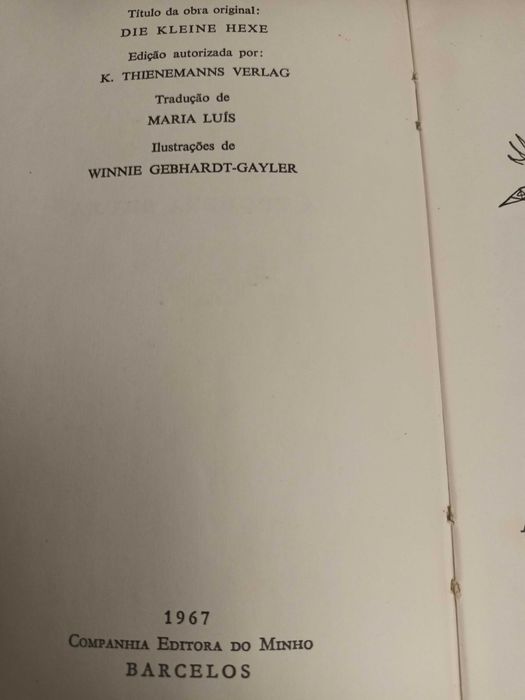 Título da obra original:
DIE KLEINE HEXE
Edição autorizada por:
K. THIENEMANNS VERLAG
Tradução de
MARIA LUÍS
Ilustrações de
WINNIE GEBHARDT-GAYLER
1967
COMPANHIA EDITORA DO MINHO
BARCELOS